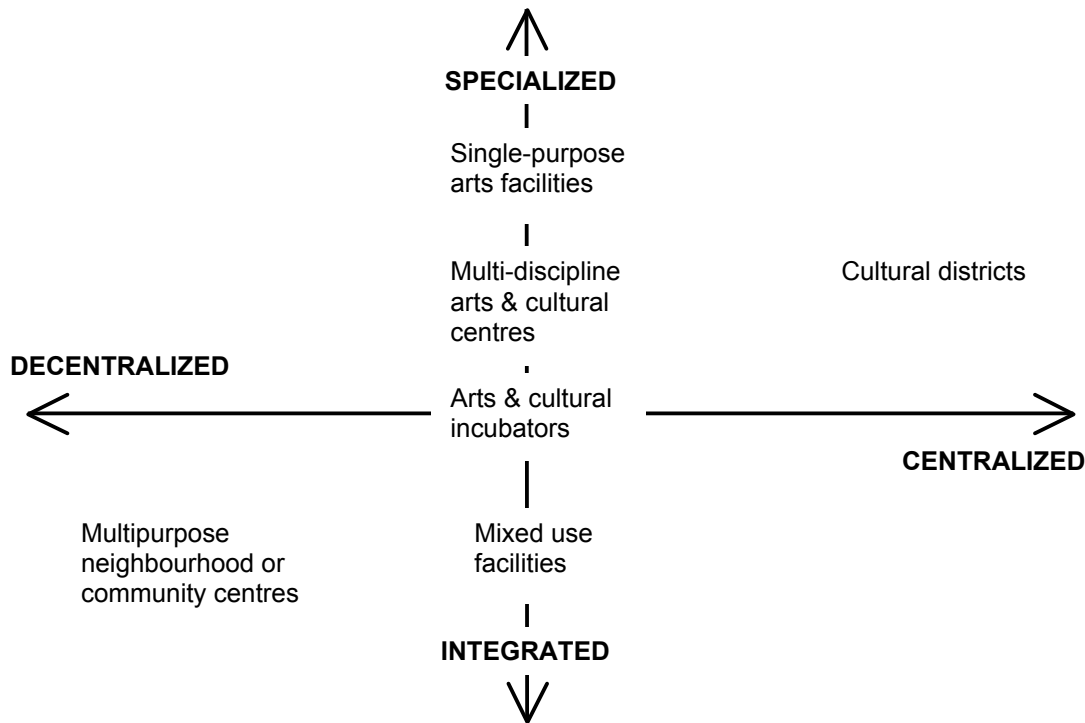 SPECIALIZED
Single-purpose
arts facilities
Multi-discipline
arts & cultural
centres
Cultural districts
DECENTRALIZED
Arts & cultural
incubators
CENTRALIZED
Multipurpose
neighbourhood or
community centres
Mixed use
facilities
INTEGRATED